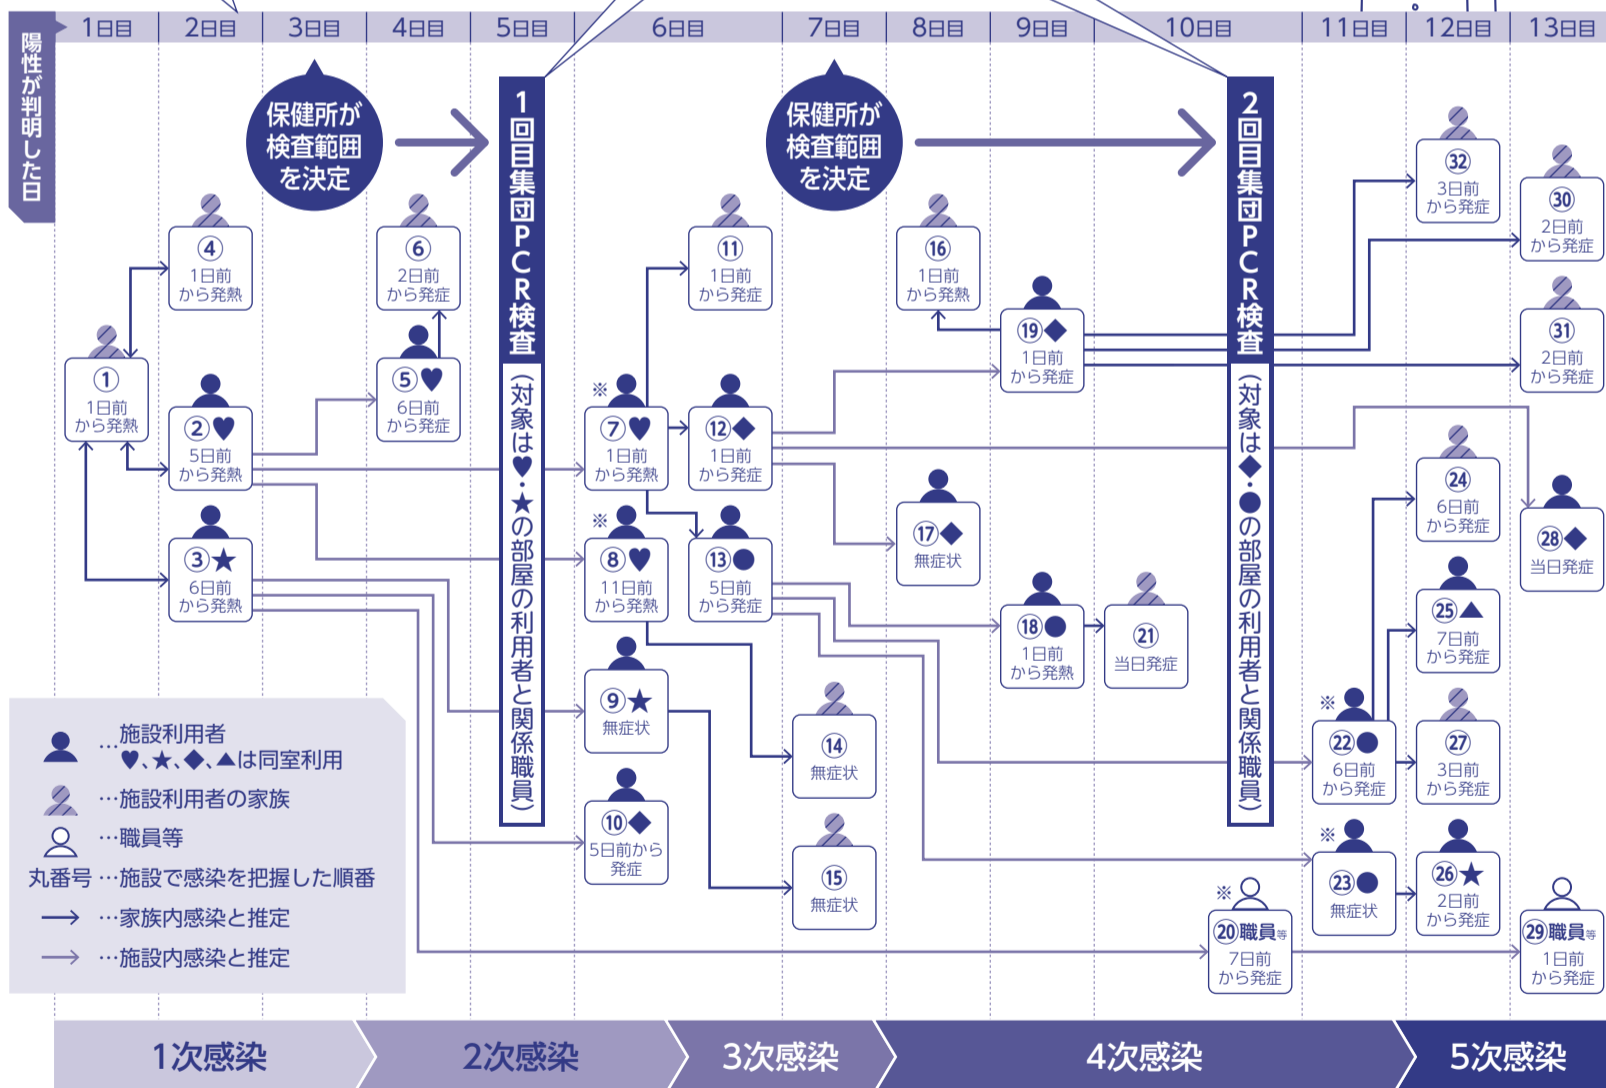 陽性が判明した日
1日目
2日目
3日目
4日目
5日目
6日目
7日目
8日目
9日目
10日目
11日目
12日目
13日目
保健所が
検査範囲
を決定
1回目集団PCR検査
(対象は♥・★の部屋の利用者と関係職員)
保健所が
検査範囲
を決定
2回目集団PCR検査
(対象は◆・●の部屋の利用者と関係職員)
①
1日前
から発熱
④
1日前
から発熱
②♥
5日前
から発熱
③★
6日前
から発熱
⑥
2日前
から発症
⑤♥
6日前
から発症
※
⑦♥
1日前
から発熱
※
⑧♥
11日前
から発熱
⑨★
無症状
⑩◆
5日前から
発症
⑪
1日前
から発症
⑫◆
1日前
から発症
⑬●
5日前
から発症
⑭
無症状
⑮
無症状
⑯
1日前
から発熱
⑰◆
無症状
⑲◆
1日前
から発症
⑱●
1日前
から発熱
㉑
当日発症
※
⑳職員等
7日前
から発症
※
㉒●
6日前
から発症
※
㉓●
無症状
㉜
3日前
から発症
㉔
6日前
から発症
㉕▲
7日前
から発症
㉗
3日前
から発症
㉖★
2日前
から発症
㉚
2日前
から発症
㉛
2日前
から発症
㉘◆
当日発症
㉙職員等
1日前
から発症
…施設利用者
♥、★、◆、▲は同室利用
…施設利用者の家族
…職員等
丸番号…施設で感染を把握した順番
→…家族内感染と推定
→…施設内感染と推定
1次感染
2次感染
3次感染
4次感染
5次感染